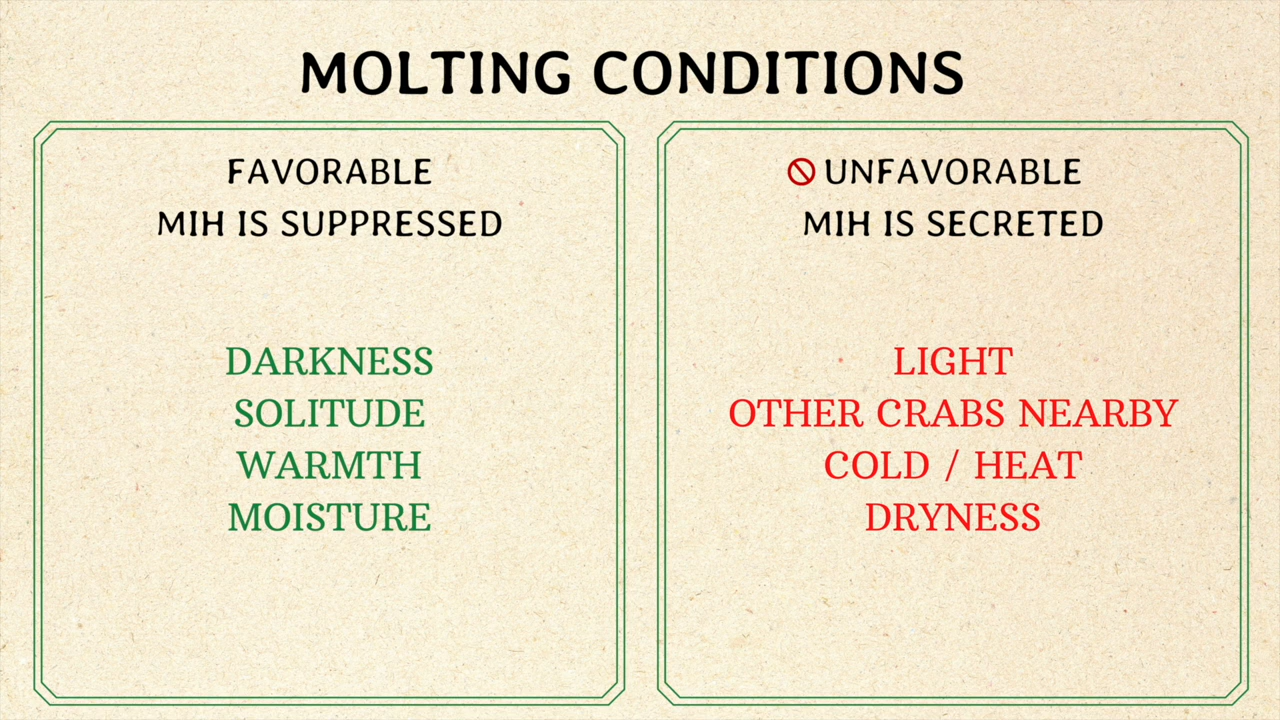 MOLTING CONDITIONS
FAVORABLE
MIH IS SUPPRESSED
DARKNESS
SOLITUDE
WARMTH
MOISTURE
UNFAVORABLE
MIH IS SECRETED
LIGHT
OTHER CRABS NEARBY
COLD / HEAT
DRYNESS